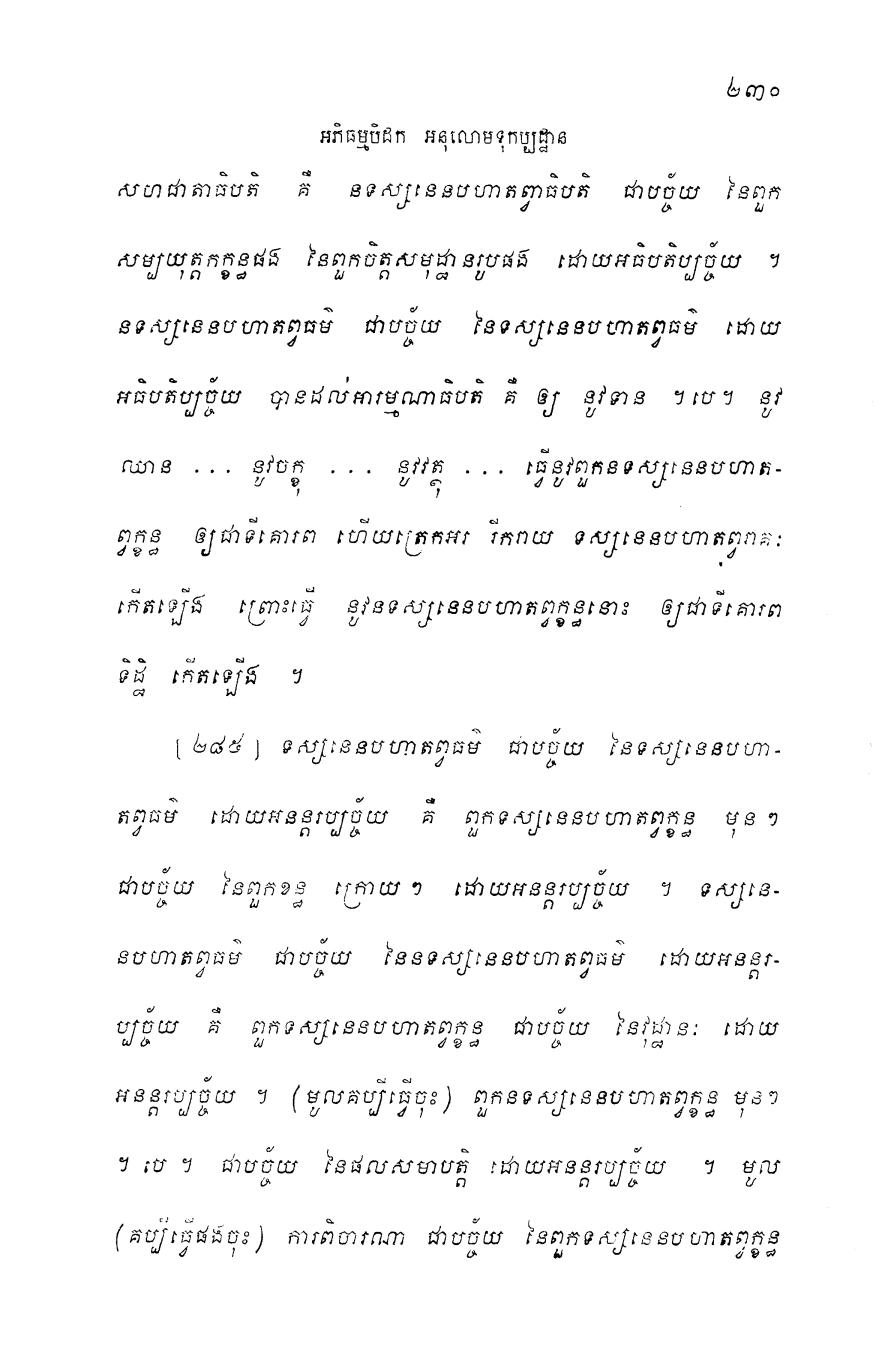 ២៣០
អភិធម្មបិដក អនុលោមទុកប្បដ្ឋាន
សហជាតាធិបតិ គឺ នទស្សនេនបហាតព្វាធិបតិ ជាបច្ច័យ នៃពួក
សម្បយុត្តកក្ខន្ធផង នៃពួកចិត្តសមុដ្ឋានរូបផង ដោយអធិបតិប្បច្ច័យ ។
នទស្សនេនបហាតព្វធម៌ ជាបច្ច័យ នៃទស្សនេនបហាតព្វធម៌ ដោយ
អធិបតិប្បច្ច័យ បានដល់អារម្មណាធិបតិ គឺ ឲ្យ នូវទាន ។បេ។ នូវ
ឈាន ... នូវចក្ខុ ... នូវវត្ថុ ... ធ្វើនូវពួកនទស្សនេនបហាត-
ព្វក្ខន្ធ ឲ្យជាទីគោរព ហើយត្រេកអរ រីករាយ ទស្សនេនបហាតព្វរាគៈ
កើតឡើង ព្រោះធ្វើ នូវនទស្សនេនបហាតព្វក្ខន្ធនោះ ឲ្យជាទីគោរព
ទិដ្ឋិ កើតឡើង ។
[ ២៨៥ ] ទស្សនេនបហាតព្វធម៌ ជាបច្ច័យ នៃទស្សនេនបហា-
តព្វធម៌ ដោយអនន្តរប្បច្ច័យ គឺ ពួកទស្សនេនបហាតព្វក្ខន្ធ មុនៗ
ជាបច្ច័យ នៃពួកខន្ធ ក្រោយៗ ដោយអនន្តរប្បច្ច័យ ។ ទស្សនេ-
នបហាតព្វធម៌ ជាបច្ច័យ នៃនទស្សនេនបហាតព្វធម៌ ដោយអនន្តរ-
ប្បច្ច័យ គឺ ពួកទស្សនេនបហាតព្វក្ខន្ធ ជាបច្ច័យ នៃវុដ្ឋានៈ ដោយ
អនន្តរប្បច្ច័យ ។ (មូលគប្បីធ្វើចុះ) ពួកនទស្សនេនបហាតព្វក្ខន្ធ មុនៗ
។ បេ ។ ជាបច្ច័យ នៃផលសមាបត្តិ ដោយអនន្តរប្បច្ច័យ ។ មូល
(គប្បីធ្វើផងចុះ) ការពិចារណា ជាបច្ច័យ នៃពួកទស្សនេនបហាតព្វក្ខន្ធ